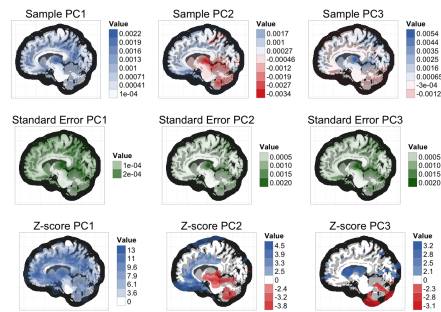 Sample PC1
Value
0.0022
0.0019
0.0016
0.0013
0.001
0.00071
0.00041
1e-04
Sample PC2
Value
0.0017
0.001
0.00027
-0.00046
-0.0012
-0.0019
-0.0027
-0.0034
Sample PC3
Value
0.0054
0.0044
0.0035
0.0025
0.0016
0.00065
-3e-04
-0.0012
Standard Error PC1
Value
1e-04
2e-04
Standard Error PC2
Value
0.0005
0.0010
0.0015
0.0020
Standard Error PC3
Value
0.0005
0.0010
0.0015
0.0020
Z-score PC1
Value
13
11
9.6
7.6
6.1
3.6
0
Z-score PC2
Value
4.5
3.9
3.3
2.1
0
-2.4
-3.2
-3.8
Z-score PC3
Value
3.2
2.8
2.5
2.1
0
-2.3
-2.8
-3.1